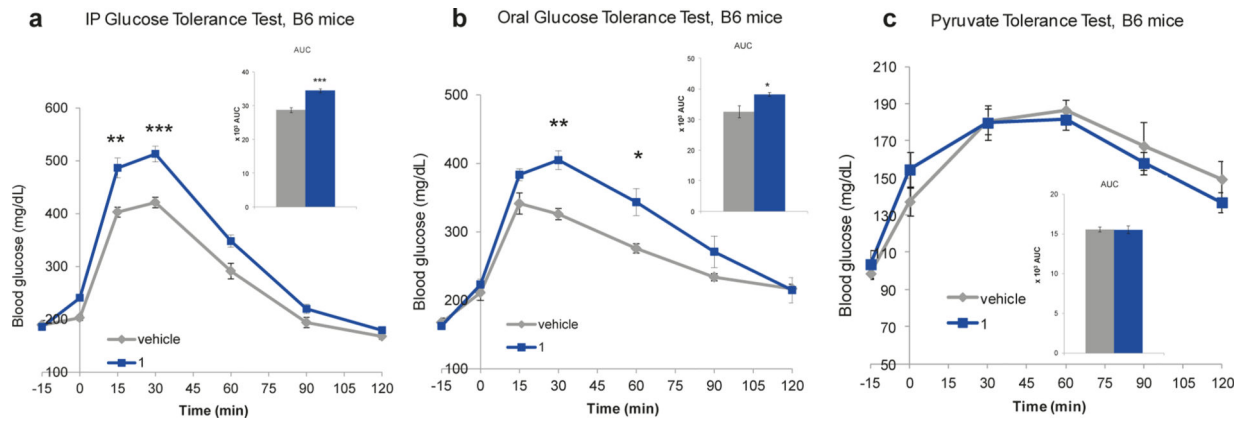 a IP Glucose Tolerance Test, B6 mice
AUC
x 10³ AUC
40
30
20
10
0
***
Blood glucose (mg/dL)
600
500
400
300
200
100
** ***
vehicle
1
-15 0 15 30 45 60 75 90 105 120
Time (min)
b Oral Glucose Tolerance Test, B6 mice
AUC
x 10³ AUC
50
40
30
20
10
0
*
Blood glucose (mg/dL)
500
400
300
200
100
** *
vehicle
1
-15 0 15 30 45 60 75 90 105 120
Time (min)
c Pyruvate Tolerance Test, B6 mice
Blood glucose (mg/dL)
210
190
170
150
130
110
90
70
50
AUC
x 10³ AUC
20
15
10
5
0
vehicle
1
-15 0 15 30 45 60 75 90 105 120
Time (min)